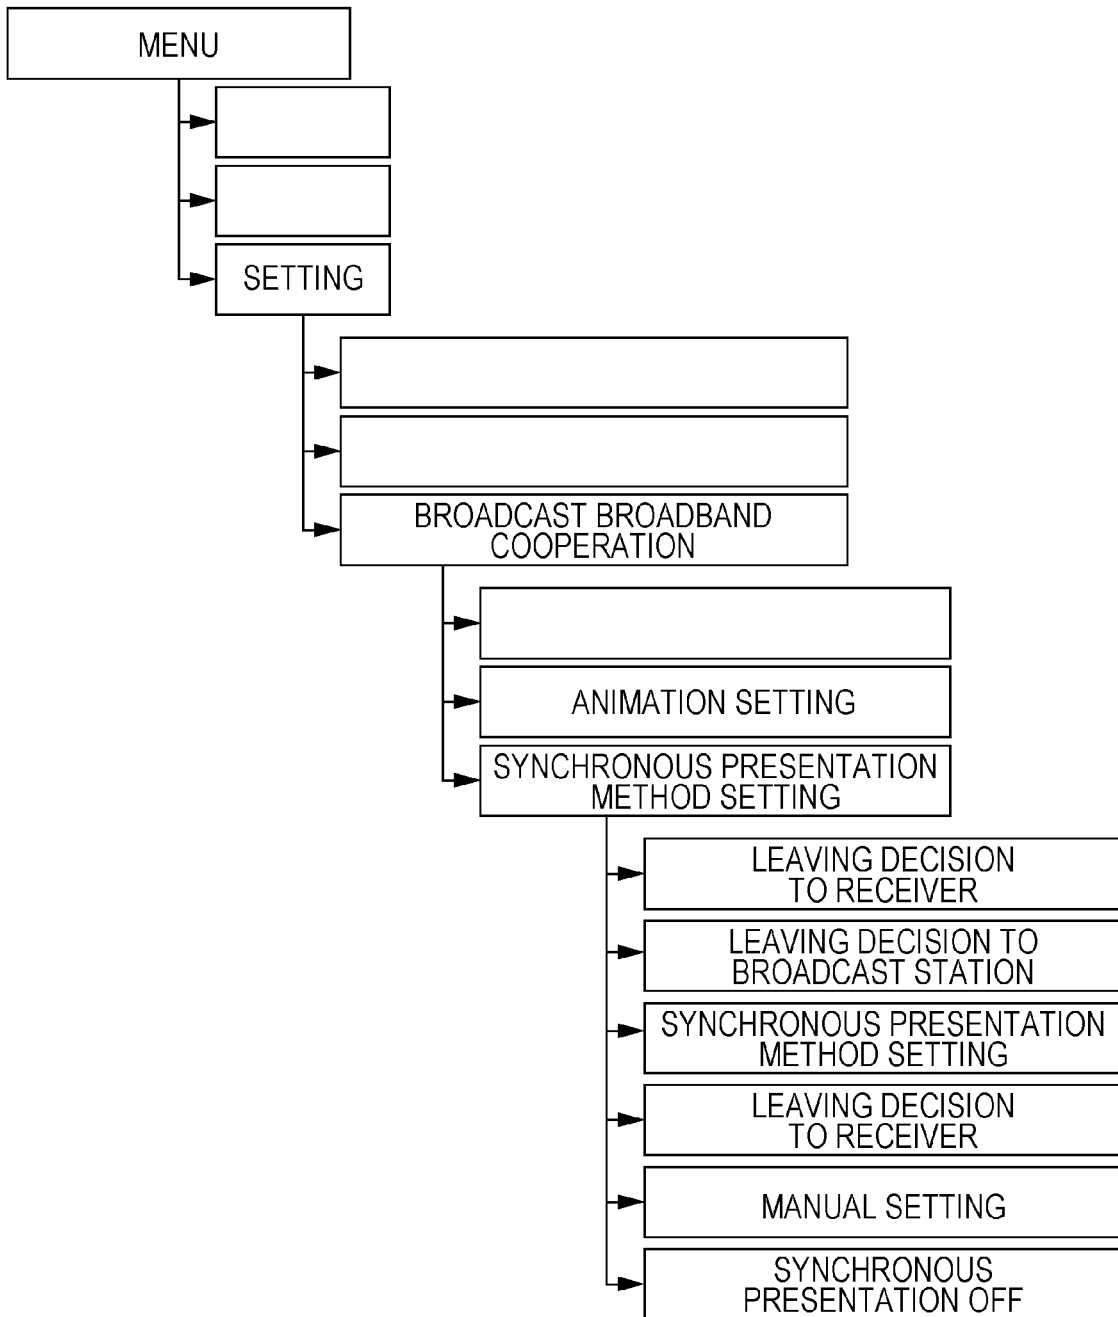 MENU
SETTING
BROADCAST BROADBAND
COOPERATION
ANIMATION SETTING
SYNCHRONOUS PRESENTATION
METHOD SETTING
LEAVING DECISION
TO RECEIVER
LEAVING DECISION TO
BROADCAST STATION
SYNCHRONOUS PRESENTATION
METHOD SETTING
LEAVING DECISION
TO RECEIVER
MANUAL SETTING
SYNCHRONOUS
PRESENTATION OFF